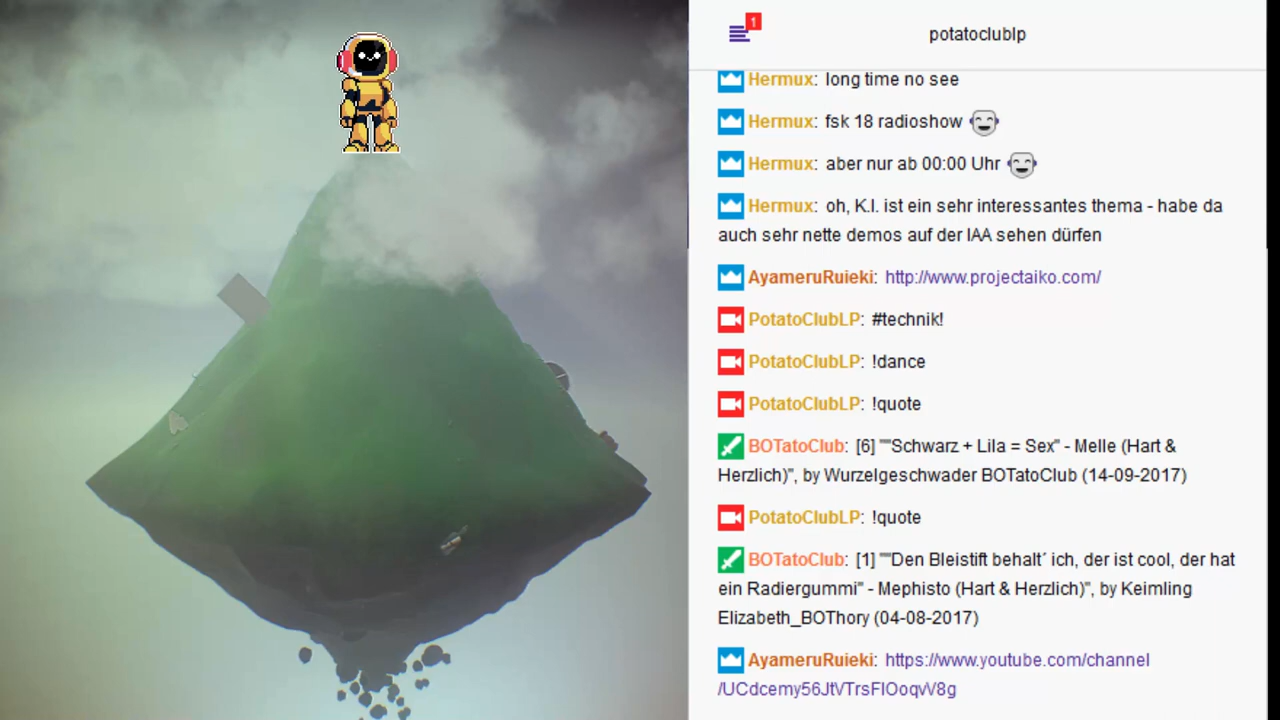 1
potatoclublp
Hermux: long time no see
Hermux: fsk 18 radioshow
Hermux: aber nur ab 00:00 Uhr
Hermux: oh, K.I. ist ein sehr interessantes thema - habe da
auch sehr nette demos auf der IAA sehen dürfen
AyameruRuieki: http://www.projectaiko.com/
PotatoClubLP: #technik!
PotatoClubLP: !dance
PotatoClubLP: !quote
BOTatoClub: [6] ""Schwarz + Lila = Sex" - Melle (Hart &
Herzlich)", by Wurzelgeschwader BOTatoClub (14-09-2017)
PotatoClubLP: !quote
BOTatoClub: [1] ""Den Bleistift behalt´ ich, der ist cool, der hat
ein Radiergummi" - Mephisto (Hart & Herzlich)", by Keimling
Elizabeth_BOThory (04-08-2017)
AyameruRuieki: https://www.youtube.com/channel
/UCdcemy56JtVTrsFIOoqvV8g